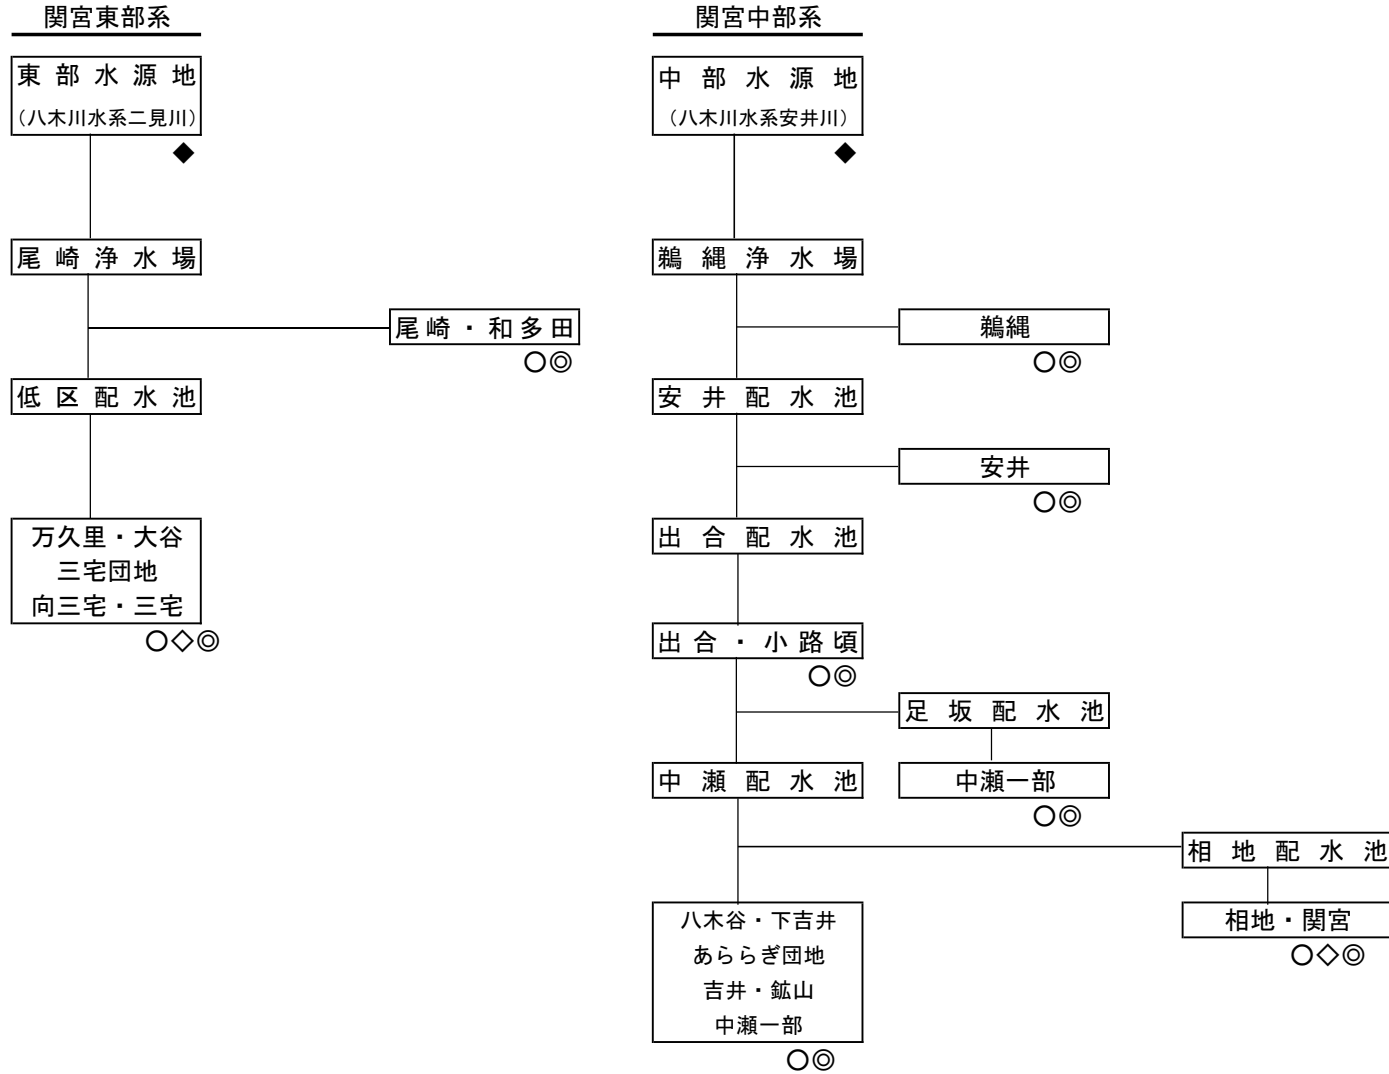 関宮東部系
東部水源地
（八木川水系二見川）
◆
尾崎浄水場
尾崎・和多田
○◎
低区配水池
万久里・大谷
三宅団地
向三宅・三宅
○◇◎
関宮中部系
中部水源地
（八木川水系安井川）
◆
鵜縄浄水場
鵜縄
○◎
安井配水池
安井
○◎
出合配水池
出合・小路頃
○◎
足坂配水池
中瀬一部
○◎
中瀬配水池
相地配水池
相地・関宮
○◇◎
八木谷・下吉井
あららぎ団地
吉井・鉱山
中瀬一部
○◎